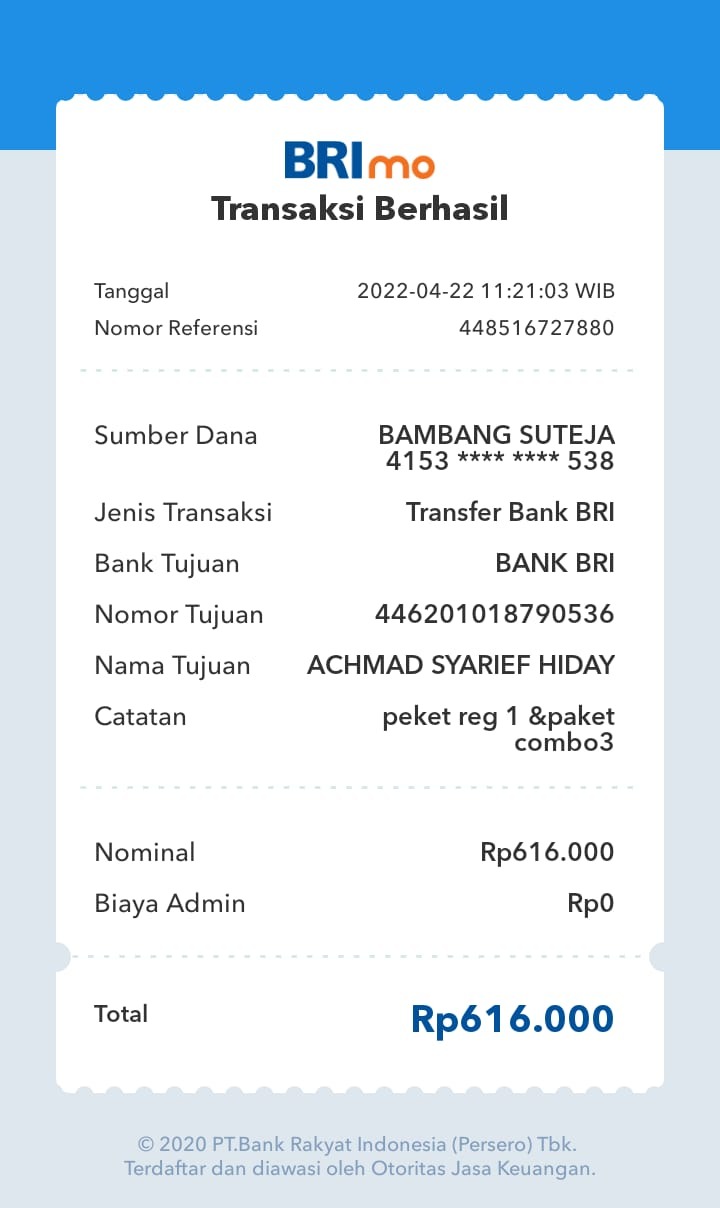 BRImo
Transaksi Berhasil
Tanggal 2022-04-22 11:21:03 WIB
Nomor Referensi 448516727880
Sumber Dana BAMBANG SUTEJA
4153 **** **** 538
Jenis Transaksi Transfer Bank BRI
Bank Tujuan BANK BRI
Nomor Tujuan 446201018790536
Nama Tujuan ACHMAD SYARIEF HIDAY
Catatan peket reg 1 &paket
combo3
Nominal Rp616.000
Biaya Admin Rp0
Total Rp616.000
© 2020 PT.Bank Rakyat Indonesia (Persero) Tbk.
Terdaftar dan diawasi oleh Otoritas Jasa Keuangan.